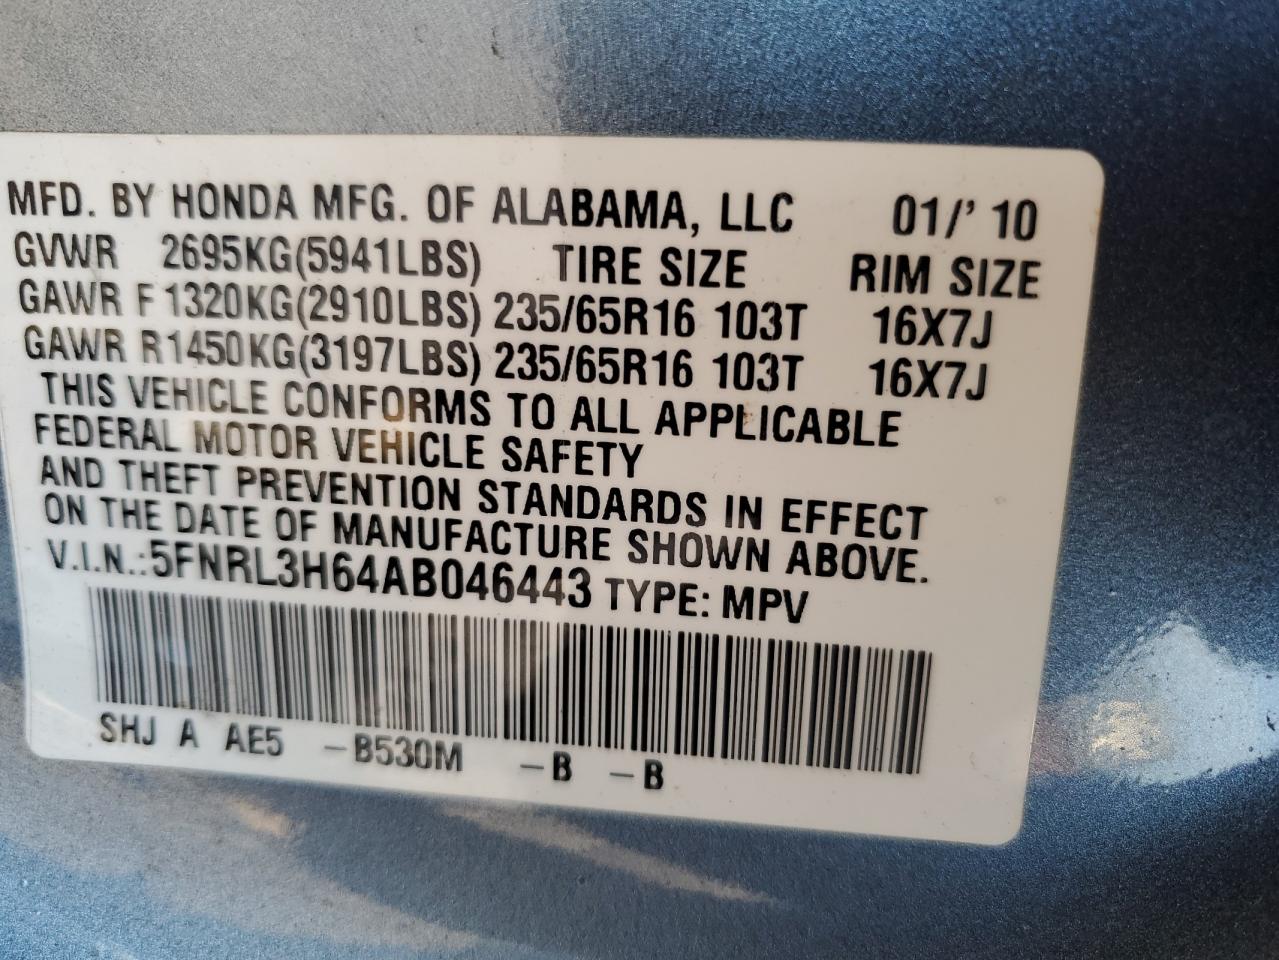 MFD. BY HONDA MFG. OF ALABAMA, LLC 01/'10
GVWR 2695KG(5941LBS) TIRE SIZE RIM SIZE
GAWR F 1320KG(2910LBS) 235/65R16 103T 16X7J
GAWR R1450KG(3197LBS) 235/65R16 103T 16X7J
THIS VEHICLE CONFORMS TO ALL APPLICABLE
FEDERAL MOTOR VEHICLE SAFETY
AND THEFT PREVENTION STANDARDS IN EFFECT
ON THE DATE OF MANUFACTURE SHOWN ABOVE.
V.I.N.:5FNRL3H64AB046443 TYPE: MPV
SHJ A AE5 -B530M -B -B